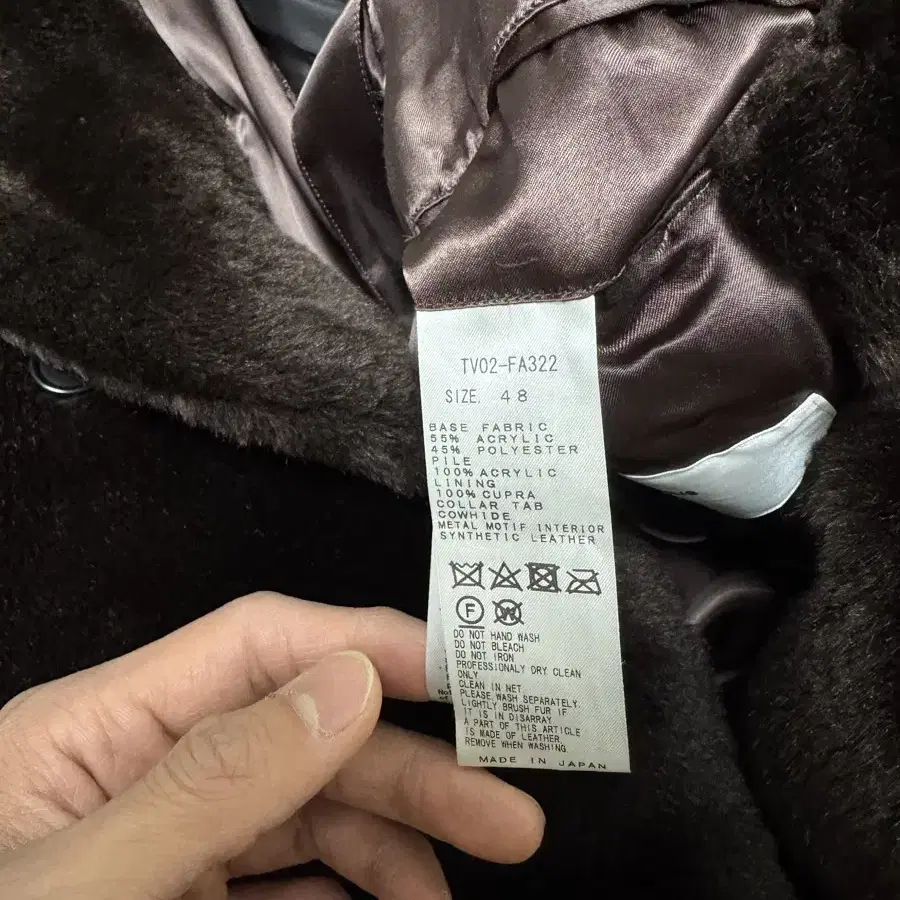 TV02-FA322
SIZE. 48
BASE FABRIC
55% ACRYLIC
45% POLYESTER
PILE
100% ACRYLIC
LINING
100% CUPRA
COLLAR TAB
COWHIDE
METAL MOTIF INTERIOR
SYNTHETIC LEATHER
F
W
DO NOT HAND WASH
DO NOT BLEACH
DO NOT IRON
PROFESSIONALY DRY CLEAN
ONLY
CLEAN IN NET
PLEASE WASH SEPARATELY.
LIGHTLY BRUSH FUR IF
IT IS IN DISARRAY
A PART OF THIS ARTICLE
IS MADE OF LEATHER,
REMOVE WHEN WASHING.
MADE IN JAPAN